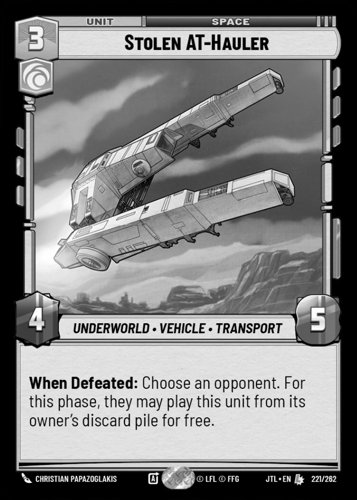 UNIT
SPACE
3
STOLEN AT-HAULER
4
5
UNDERWORLD • VEHICLE • TRANSPORT
When Defeated: Choose an opponent. For
this phase, they may play this unit from its
owner's discard pile for free.
CHRISTIAN PAPAZOGLAKIS
A
© LFL © FFG
JTL • EN
221/262